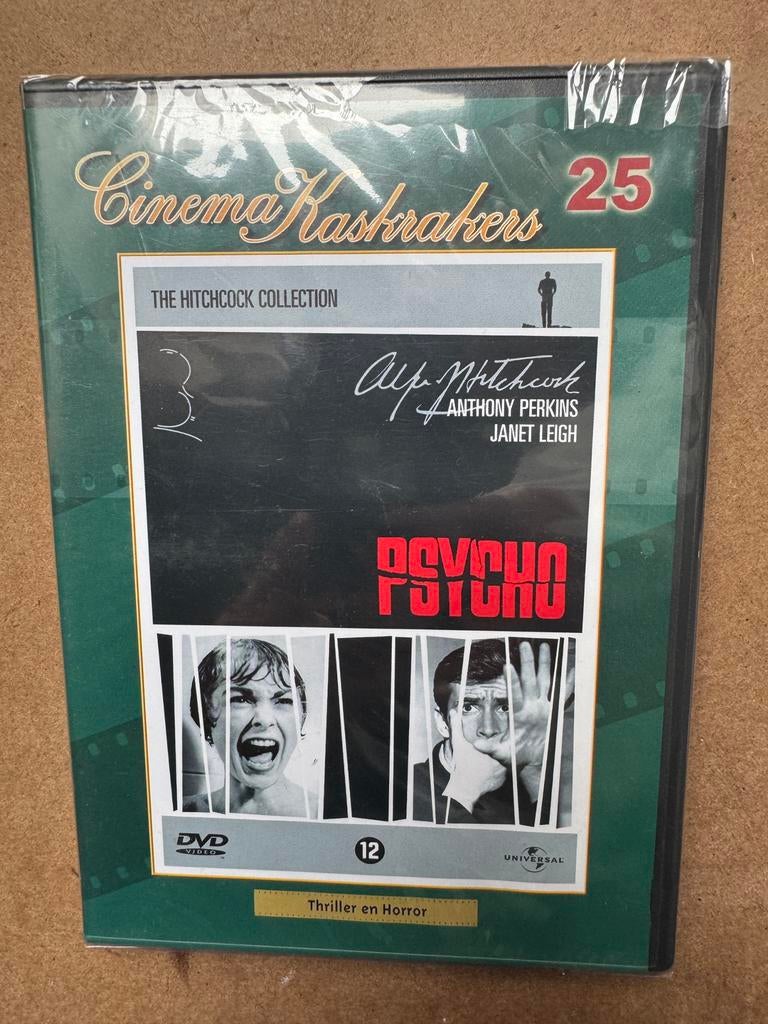 Cinema Kaskrakers
25
THE HITCHCOCK COLLECTION
Alfred Hitchcock
ANTHONY PERKINS
JANET LEIGH
PSYCHO
DVD
VIDEO
12
UNIVERSAL
Thriller en Horror